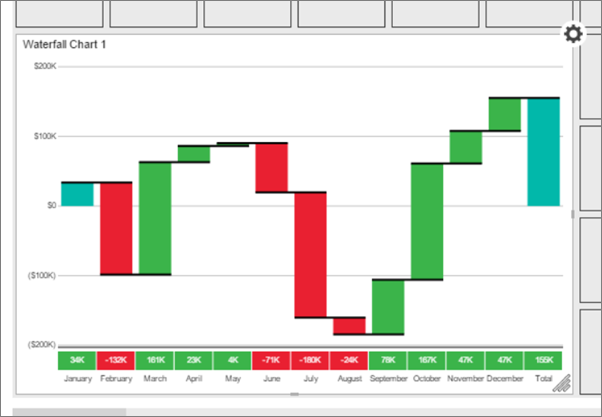 Waterfall Chart 1
$200K
$100K
$0
($100K)
($200K)
34K -132K 161K 23K 4K -71K -180K -24K 78K 167K 47K 47K 155K
January February March April May June July August September October November December Total